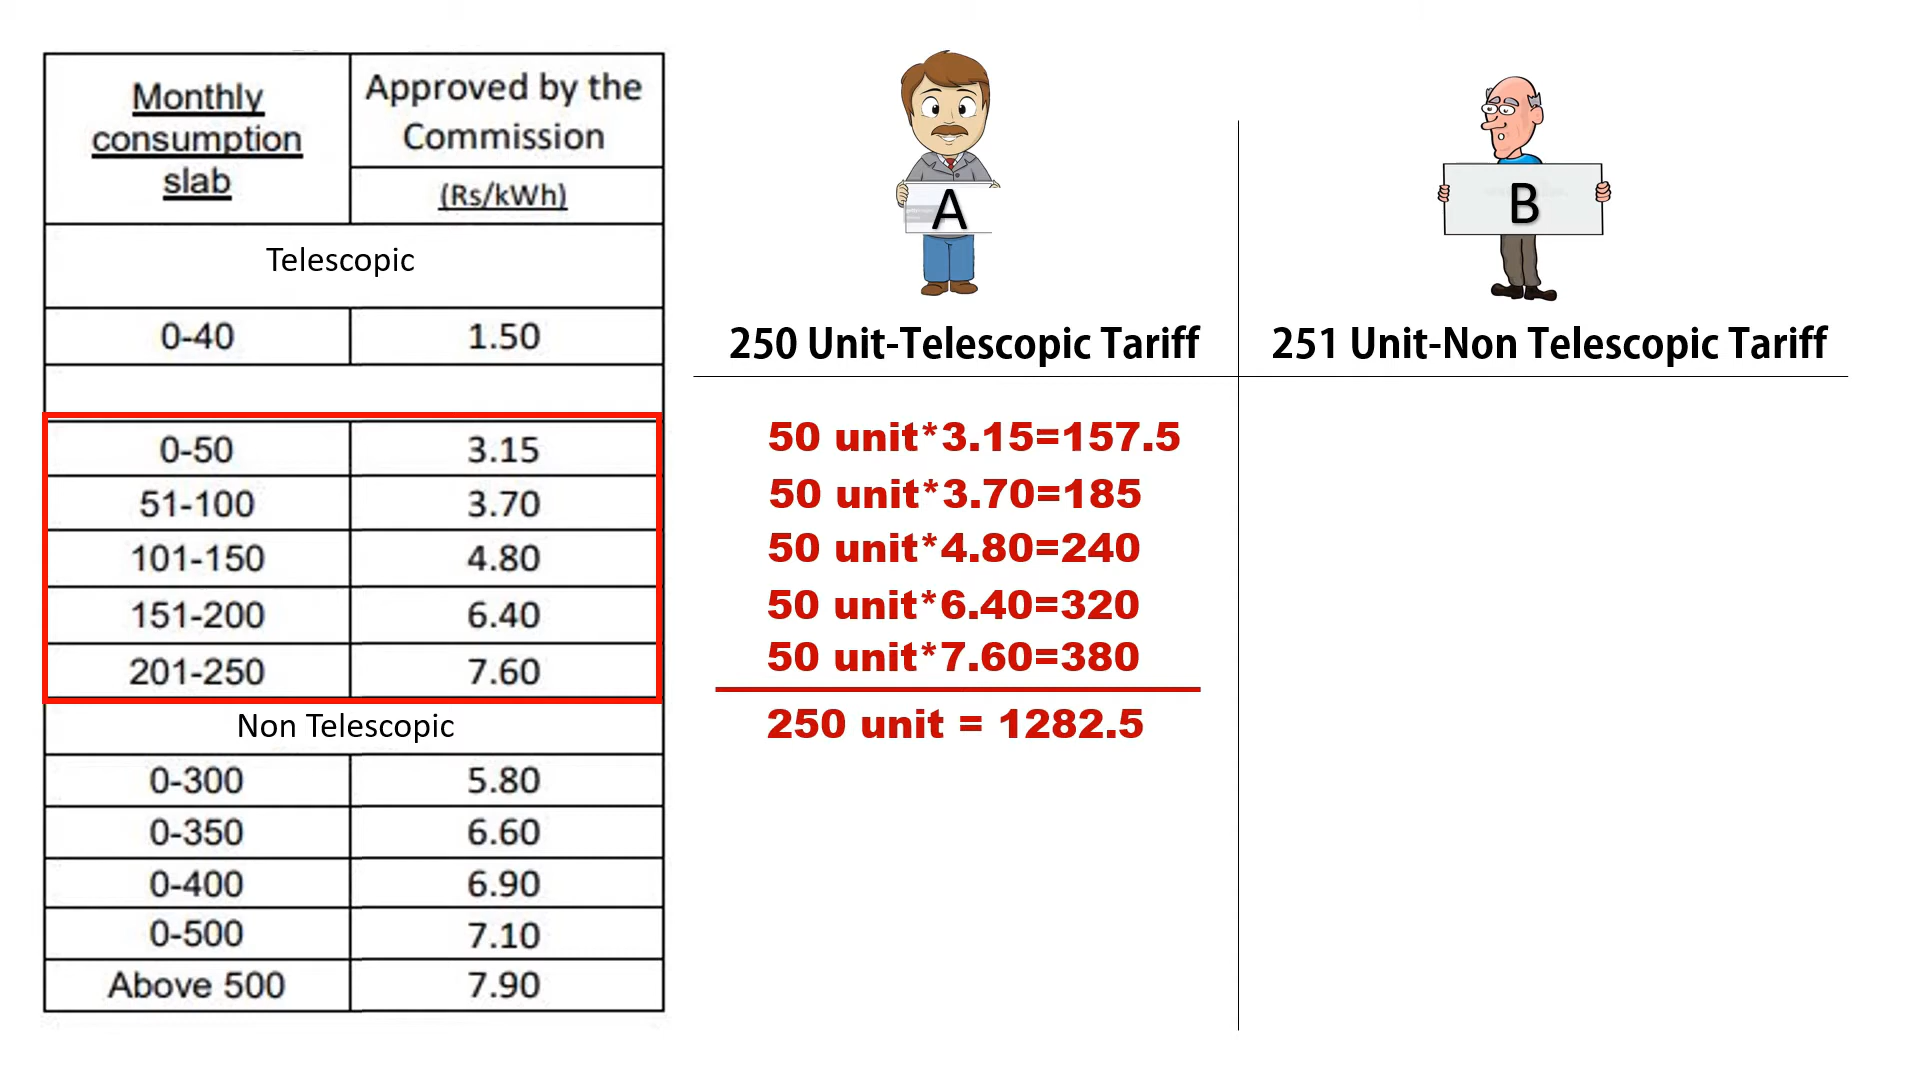 Monthly
consumption
slab
Approved by the
Commission
(Rs/kWh)
Telescopic
0-40 1.50
0-50 3.15
51-100 3.70
101-150 4.80
151-200 6.40
201-250 7.60
Non Telescopic
0-300 5.80
0-350 6.60
0-400 6.90
0-500 7.10
Above 500 7.90
A
250 Unit-Telescopic Tariff
50 unit*3.15=157.5
50 unit*3.70=185
50 unit*4.80=240
50 unit*6.40=320
50 unit*7.60=380
250 unit = 1282.5
B
251 Unit-Non Telescopic Tariff